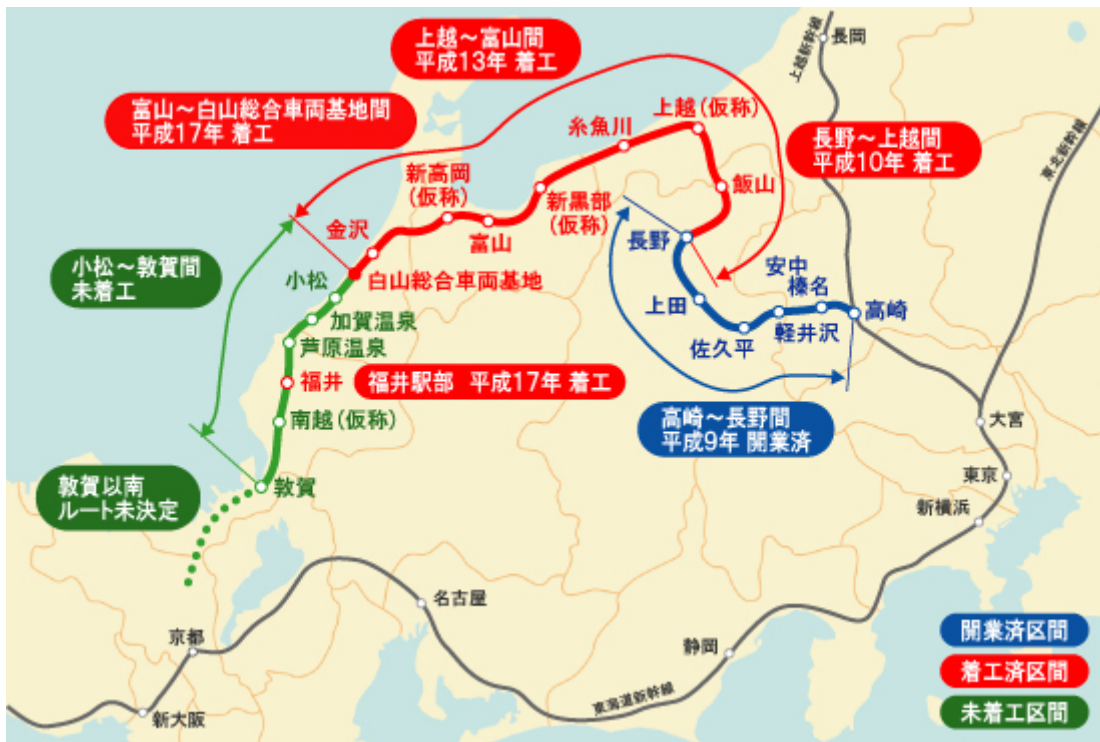 上越～富山間
平成13年 着工
上越新幹線
長岡
富山～白山総合車両基地間
平成17年 着工
上越(仮称)
糸魚川
長野～上越間
平成10年 着工
東北新幹線
新高岡
(仮称)
飯山
新黒部
(仮称)
金沢
富山
長野
小松～敦賀間
未着工
小松
白山総合車両基地
安中
榛名
高崎
上田
加賀温泉
軽井沢
佐久平
芦原温泉
福井
福井駅部 平成17年 着工
南越(仮称)
高崎～長野間
平成9年 開業済
大宮
敦賀以南
ルート未決定
敦賀
東京
新横浜
名古屋
京都
静岡
東海道新幹線
新大阪
開業済区間
着工済区間
未着工区間